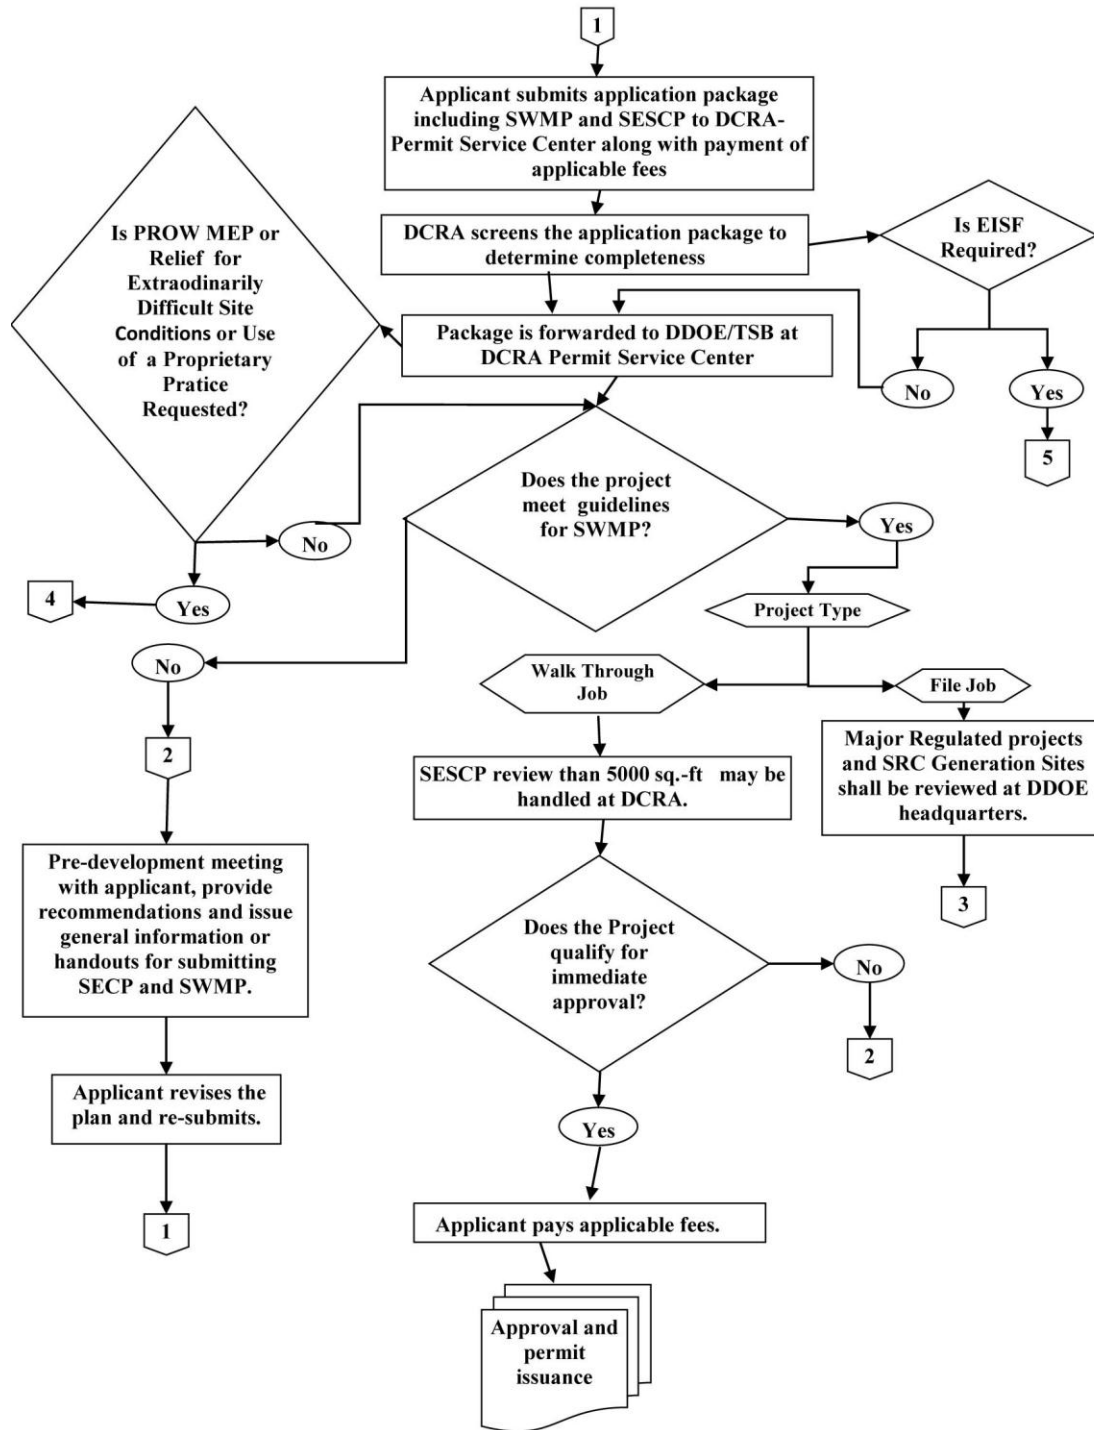 1
Applicant submits application package
including SWMP and SESCP to DCRA-
Permit Service Center along with payment of
applicable fees
DCRA screens the application package to
determine completeness
Is EISF
Required?
Is PROW MEP or
Relief for
Extraodinarily
Difficult Site
Conditions or Use
of a Proprietary
Pratice
Requested?
Package is forwarded to DDOE/TSB at
DCRA Permit Service Center
No
Yes
5
Does the project
meet guidelines
for SWMP?
Yes
No
4
Yes
Project Type
No
Walk Through
Job
File Job
2
SESCP review than 5000 sq.-ft may be
handled at DCRA.
Major Regulated projects
and SRC Generation Sites
shall be reviewed at DDOE
headquarters.
3
Pre-development meeting
with applicant, provide
recommendations and issue
general information or
handouts for submitting
SECP and SWMP.
Does the Project
qualify for
immediate
approval?
No
2
Applicant revises the
plan and re-submits.
Yes
1
Applicant pays applicable fees.
Approval and
permit
issuance